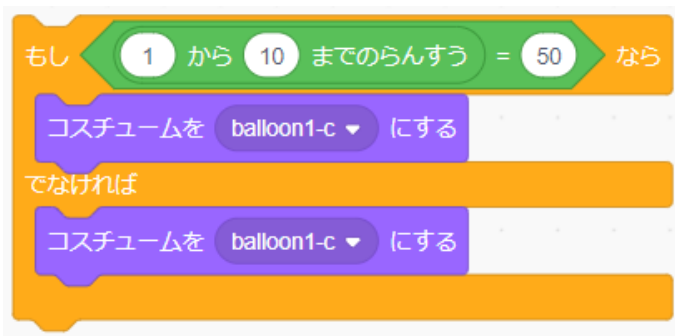 もし 1 から 10 までのらんすう = 50 なら
コスチュームを balloon1-c にする
でなければ
コスチュームを balloon1-c にする